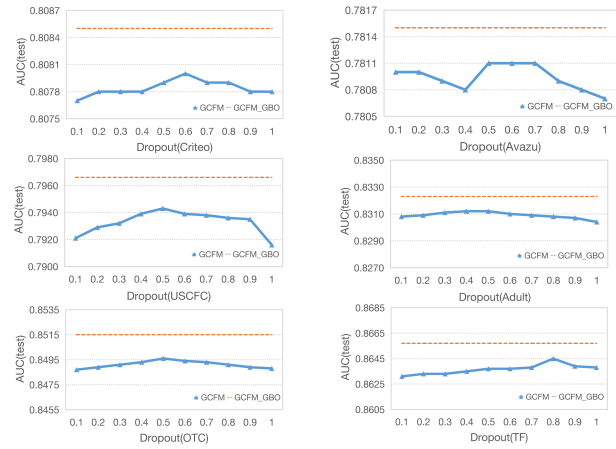 0.8087
0.8084
0.8081
0.8078
0.8075
AUC(test)
GCFM GCFM_GBO
0.1 0.2 0.3 0.4 0.5 0.6 0.7 0.8 0.9 1
Dropout(Criteo)
0.7817
0.7814
0.7811
0.7808
0.7805
AUC(test)
GCFM GCFM_GBO
0.1 0.2 0.3 0.4 0.5 0.6 0.7 0.8 0.9 1
Dropout(Avazu)
0.7980
0.7960
0.7940
0.7920
0.7900
AUC(test)
GCFM GCFM_GBO
0.1 0.2 0.3 0.4 0.5 0.6 0.7 0.8 0.9 1
Dropout(USCFC)
0.8350
0.8330
0.8310
0.8290
0.8270
AUC(test)
GCFM GCFM_GBO
0.1 0.2 0.3 0.4 0.5 0.6 0.7 0.8 0.9 1
Dropout(Adult)
0.8535
0.8515
0.8495
0.8475
0.8455
AUC(test)
GCFM GCFM_GBO
0.1 0.2 0.3 0.4 0.5 0.6 0.7 0.8 0.9 1
Dropout(OTC)
0.8685
0.8665
0.8645
0.8625
0.8605
AUC(test)
GCFM GCFM_GBO
0.1 0.2 0.3 0.4 0.5 0.6 0.7 0.8 0.9 1
Dropout(TF)